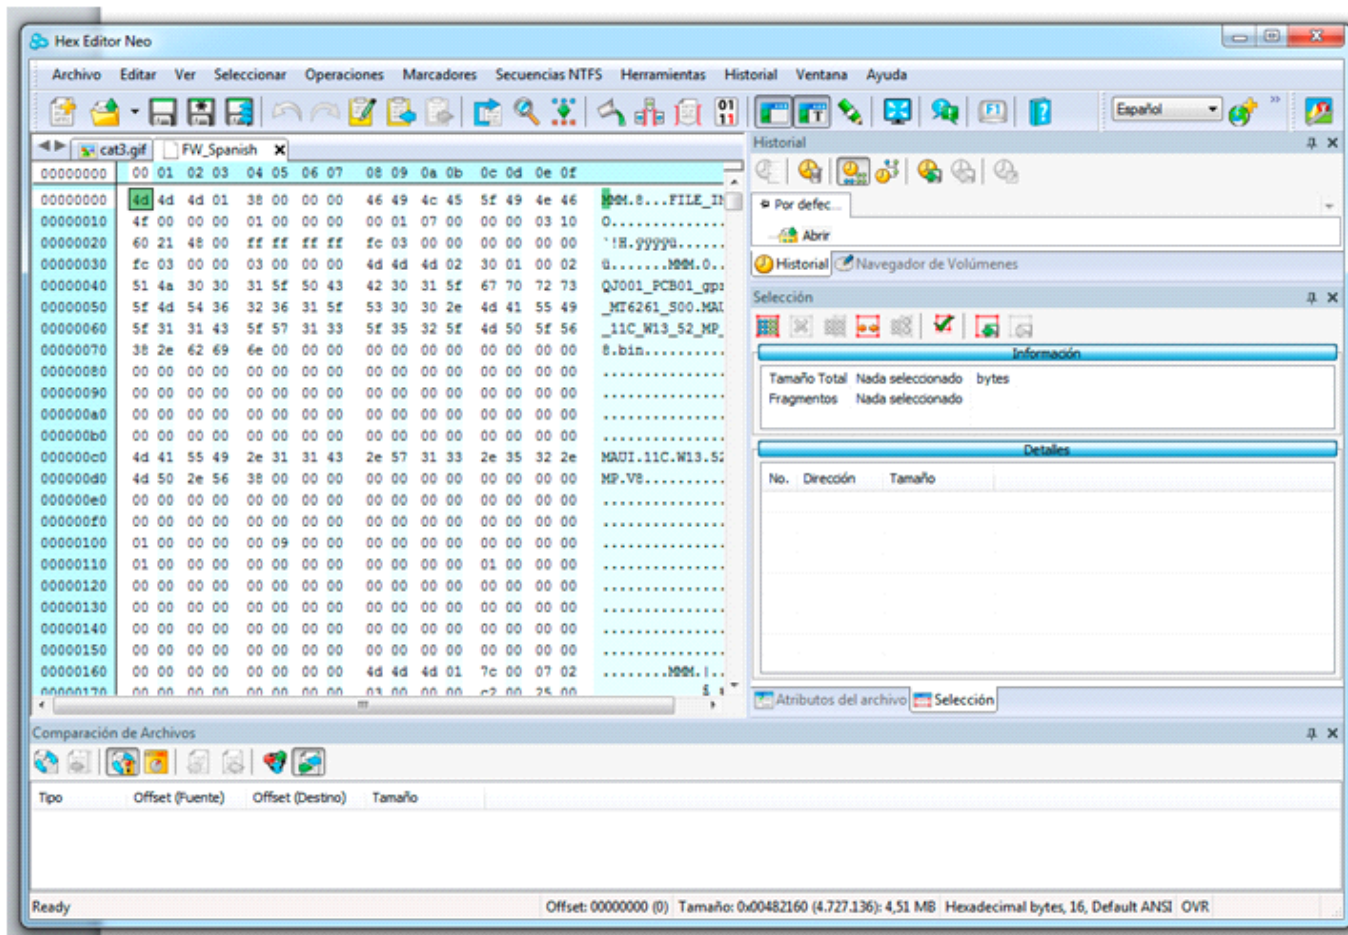 Hex Editor Neo
Archivo Editar Ver Seleccionar Operaciones Marcadores Secuencias NTFS Herramientas Historial Ventana Ayuda
Español
cat3.gif FW_Spanish
00000000 00 01 02 03 04 05 06 07 08 09 0a 0b 0c 0d 0e 0f
00000000 4d 4d 4d 01 38 00 00 00 46 49 4c 45 5f 49 4e 46 MMM.8...FILE_IN
00000010 4f 00 00 00 01 00 00 00 00 01 07 00 00 00 03 10 O..............
00000020 60 21 48 00 ff ff ff ff fc 03 00 00 00 00 00 00 `!H.ÿÿÿÿü......
00000030 fc 03 00 00 03 00 00 00 4d 4d 4d 02 30 01 00 02 ü.......MMM.0..
00000040 51 4a 30 30 31 5f 50 43 42 30 31 5f 67 70 72 73 QJ001_PCB01_gpr
00000050 5f 4d 54 36 32 36 31 5f 53 30 30 2e 4d 41 55 49 _MT6261_S00.MAU
00000060 5f 31 31 43 5f 57 31 33 5f 35 32 5f 4d 50 5f 56 _11C_W13_52_MP_
00000070 38 2e 62 69 6e 00 00 00 00 00 00 00 00 00 00 00 8.bin..........
00000080 00 00 00 00 00 00 00 00 00 00 00 00 00 00 00 00 ...............
00000090 00 00 00 00 00 00 00 00 00 00 00 00 00 00 00 00 ...............
000000a0 00 00 00 00 00 00 00 00 00 00 00 00 00 00 00 00 ...............
000000b0 00 00 00 00 00 00 00 00 00 00 00 00 00 00 00 00 ...............
000000c0 4d 41 55 49 2e 31 31 43 2e 57 31 33 2e 35 32 2e MAUI.11C.W13.52
000000d0 4d 50 2e 56 38 00 00 00 00 00 00 00 00 00 00 00 MP.V8..........
000000e0 00 00 00 00 00 00 00 00 00 00 00 00 00 00 00 00 ...............
000000f0 00 00 00 00 00 00 00 00 00 00 00 00 00 00 00 00 ...............
00000100 01 00 00 00 00 09 00 00 00 00 00 00 00 00 00 00 ...............
00000110 01 00 00 00 00 00 00 00 00 00 00 00 01 00 00 00 ...............
00000120 00 00 00 00 00 00 00 00 00 00 00 00 00 00 00 00 ...............
00000130 00 00 00 00 00 00 00 00 00 00 00 00 00 00 00 00 ...............
00000140 00 00 00 00 00 00 00 00 00 00 00 00 00 00 00 00 ...............
00000150 00 00 00 00 00 00 00 00 00 00 00 00 00 00 00 00 ...............
00000160 00 00 00 00 00 00 00 00 4d 4d 4d 01 7c 00 07 02 ........MMM.|..
00000170 00 00 00 00 00 00 00 00 03 00 00 00 c2 00 25 00
Historial
Por defec...
Abrir
Historial Navegador de Volúmenes
Selección
Información
Tamaño Total Nada seleccionado bytes
Fragmentos Nada seleccionado
Detalles
No. Dirección Tamaño
Atributos del archivo Selección
Comparación de Archivos
Tipo Offset (Fuente) Offset (Destino) Tamaño
Ready Offset: 00000000 (0) Tamaño: 0x00482160 (4.727.136): 4,51 MB Hexadecimal bytes, 16, Default ANSI OVR